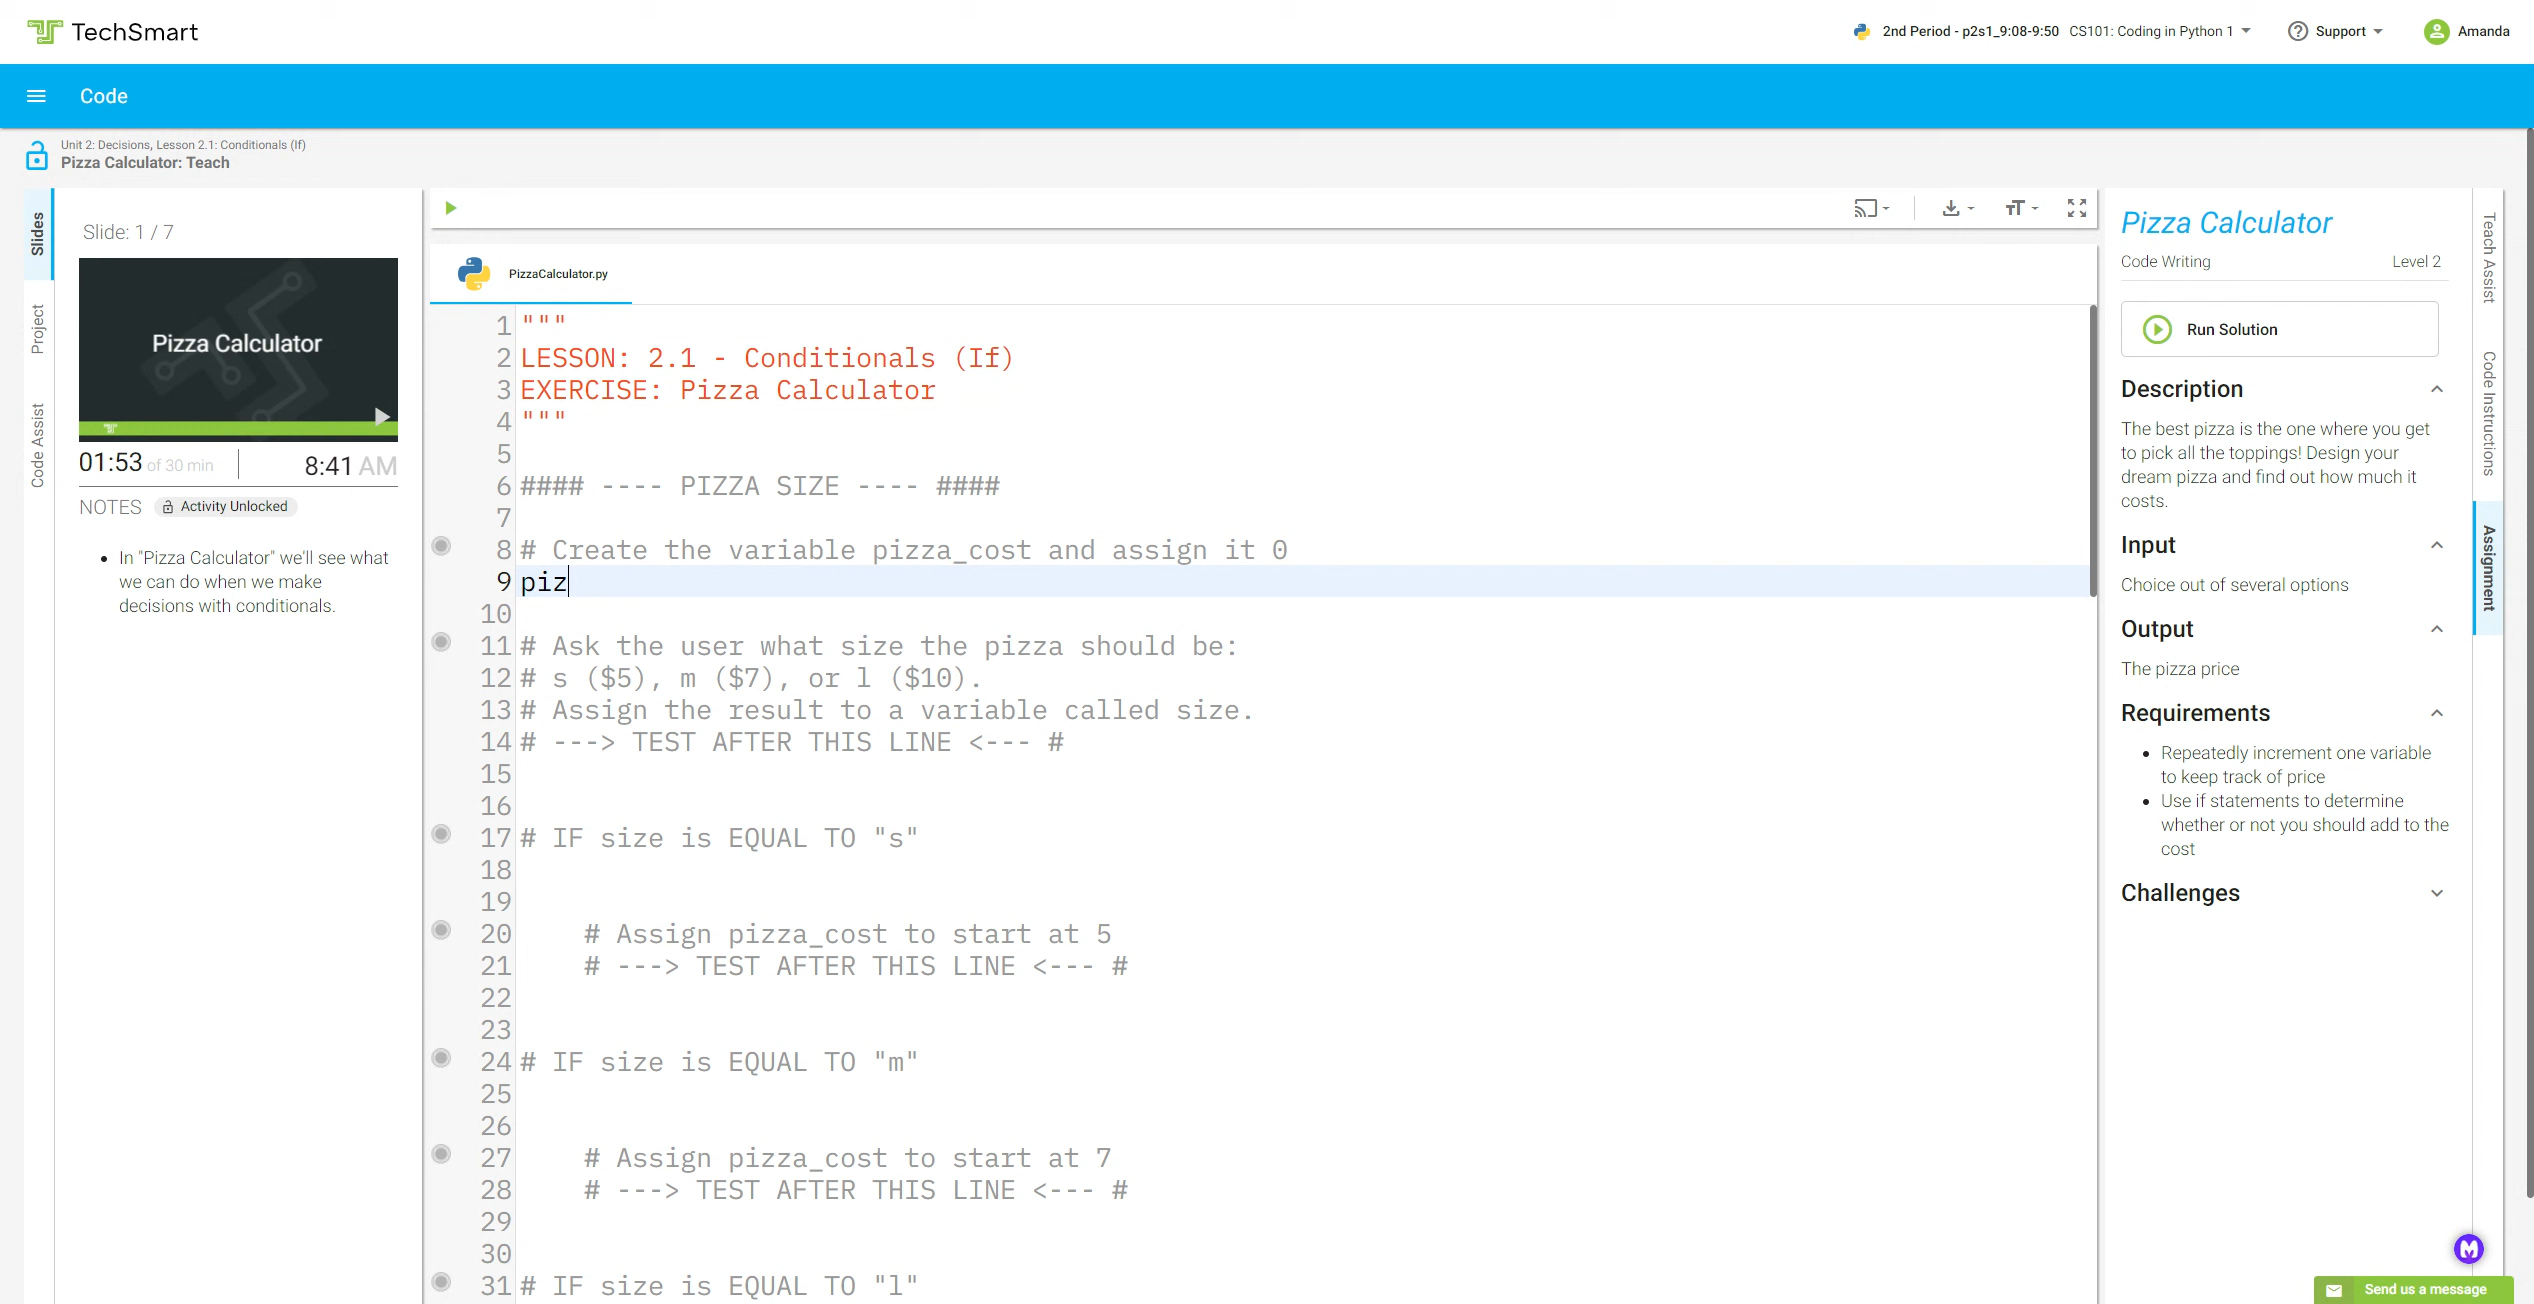 TechSmart
2nd Period - p2s1_9:08-9:50 CS101: Coding in Python 1
Support
Amanda
Code
Unit 2: Decisions, Lesson 2.1: Conditionals (If)
Pizza Calculator: Teach
Slides
Project
Code Assist
Slide: 1 / 7
Pizza Calculator
01:53 of 30 min
8:41 AM
NOTES Activity Unlocked
• In "Pizza Calculator" we'll see what
we can do when we make
decisions with conditionals.
PizzaCalculator.py
1 """
2 LESSON: 2.1 - Conditionals (If)
3 EXERCISE: Pizza Calculator
4 """
5
6 #### ---- PIZZA SIZE ---- ####
7
8 # Create the variable pizza_cost and assign it 0
9 piz
10
11 # Ask the user what size the pizza should be:
12 # s ($5), m ($7), or l ($10).
13 # Assign the result to a variable called size.
14 # ---> TEST AFTER THIS LINE <--- #
15
16
17 # IF size is EQUAL TO "s"
18
19
20     # Assign pizza_cost to start at 5
21     # ---> TEST AFTER THIS LINE <--- #
22
23
24 # IF size is EQUAL TO "m"
25
26
27     # Assign pizza_cost to start at 7
28     # ---> TEST AFTER THIS LINE <--- #
29
30
31 # IF size is EQUAL TO "l"
Pizza Calculator
Code Writing Level 2
Run Solution
Description
The best pizza is the one where you get
to pick all the toppings! Design your
dream pizza and find out how much it
costs.
Input
Choice out of several options
Output
The pizza price
Requirements
• Repeatedly increment one variable
to keep track of price
• Use if statements to determine
whether or not you should add to the
cost
Challenges
Teach Assist
Code Instructions
Assignment
Send us a message